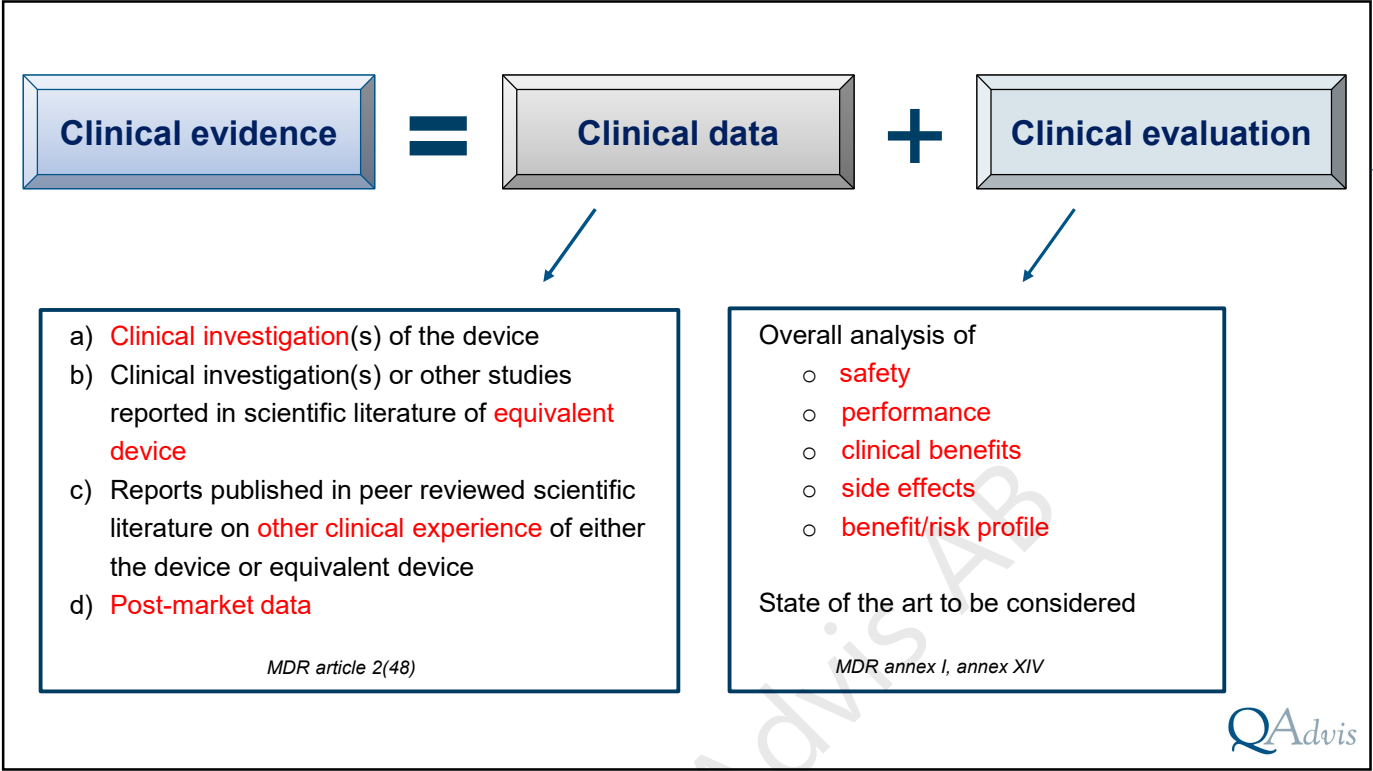 Clinical evidence = Clinical data + Clinical evaluation
a) Clinical investigation(s) of the device
b) Clinical investigation(s) or other studies
reported in scientific literature of equivalent
device
c) Reports published in peer reviewed scientific
literature on other clinical experience of either
the device or equivalent device
d) Post-market data
MDR article 2(48)
Overall analysis of
o safety
o performance
o clinical benefits
o side effects
o benefit/risk profile
State of the art to be considered
MDR annex I, annex XIV
Advis AB
QAdvis